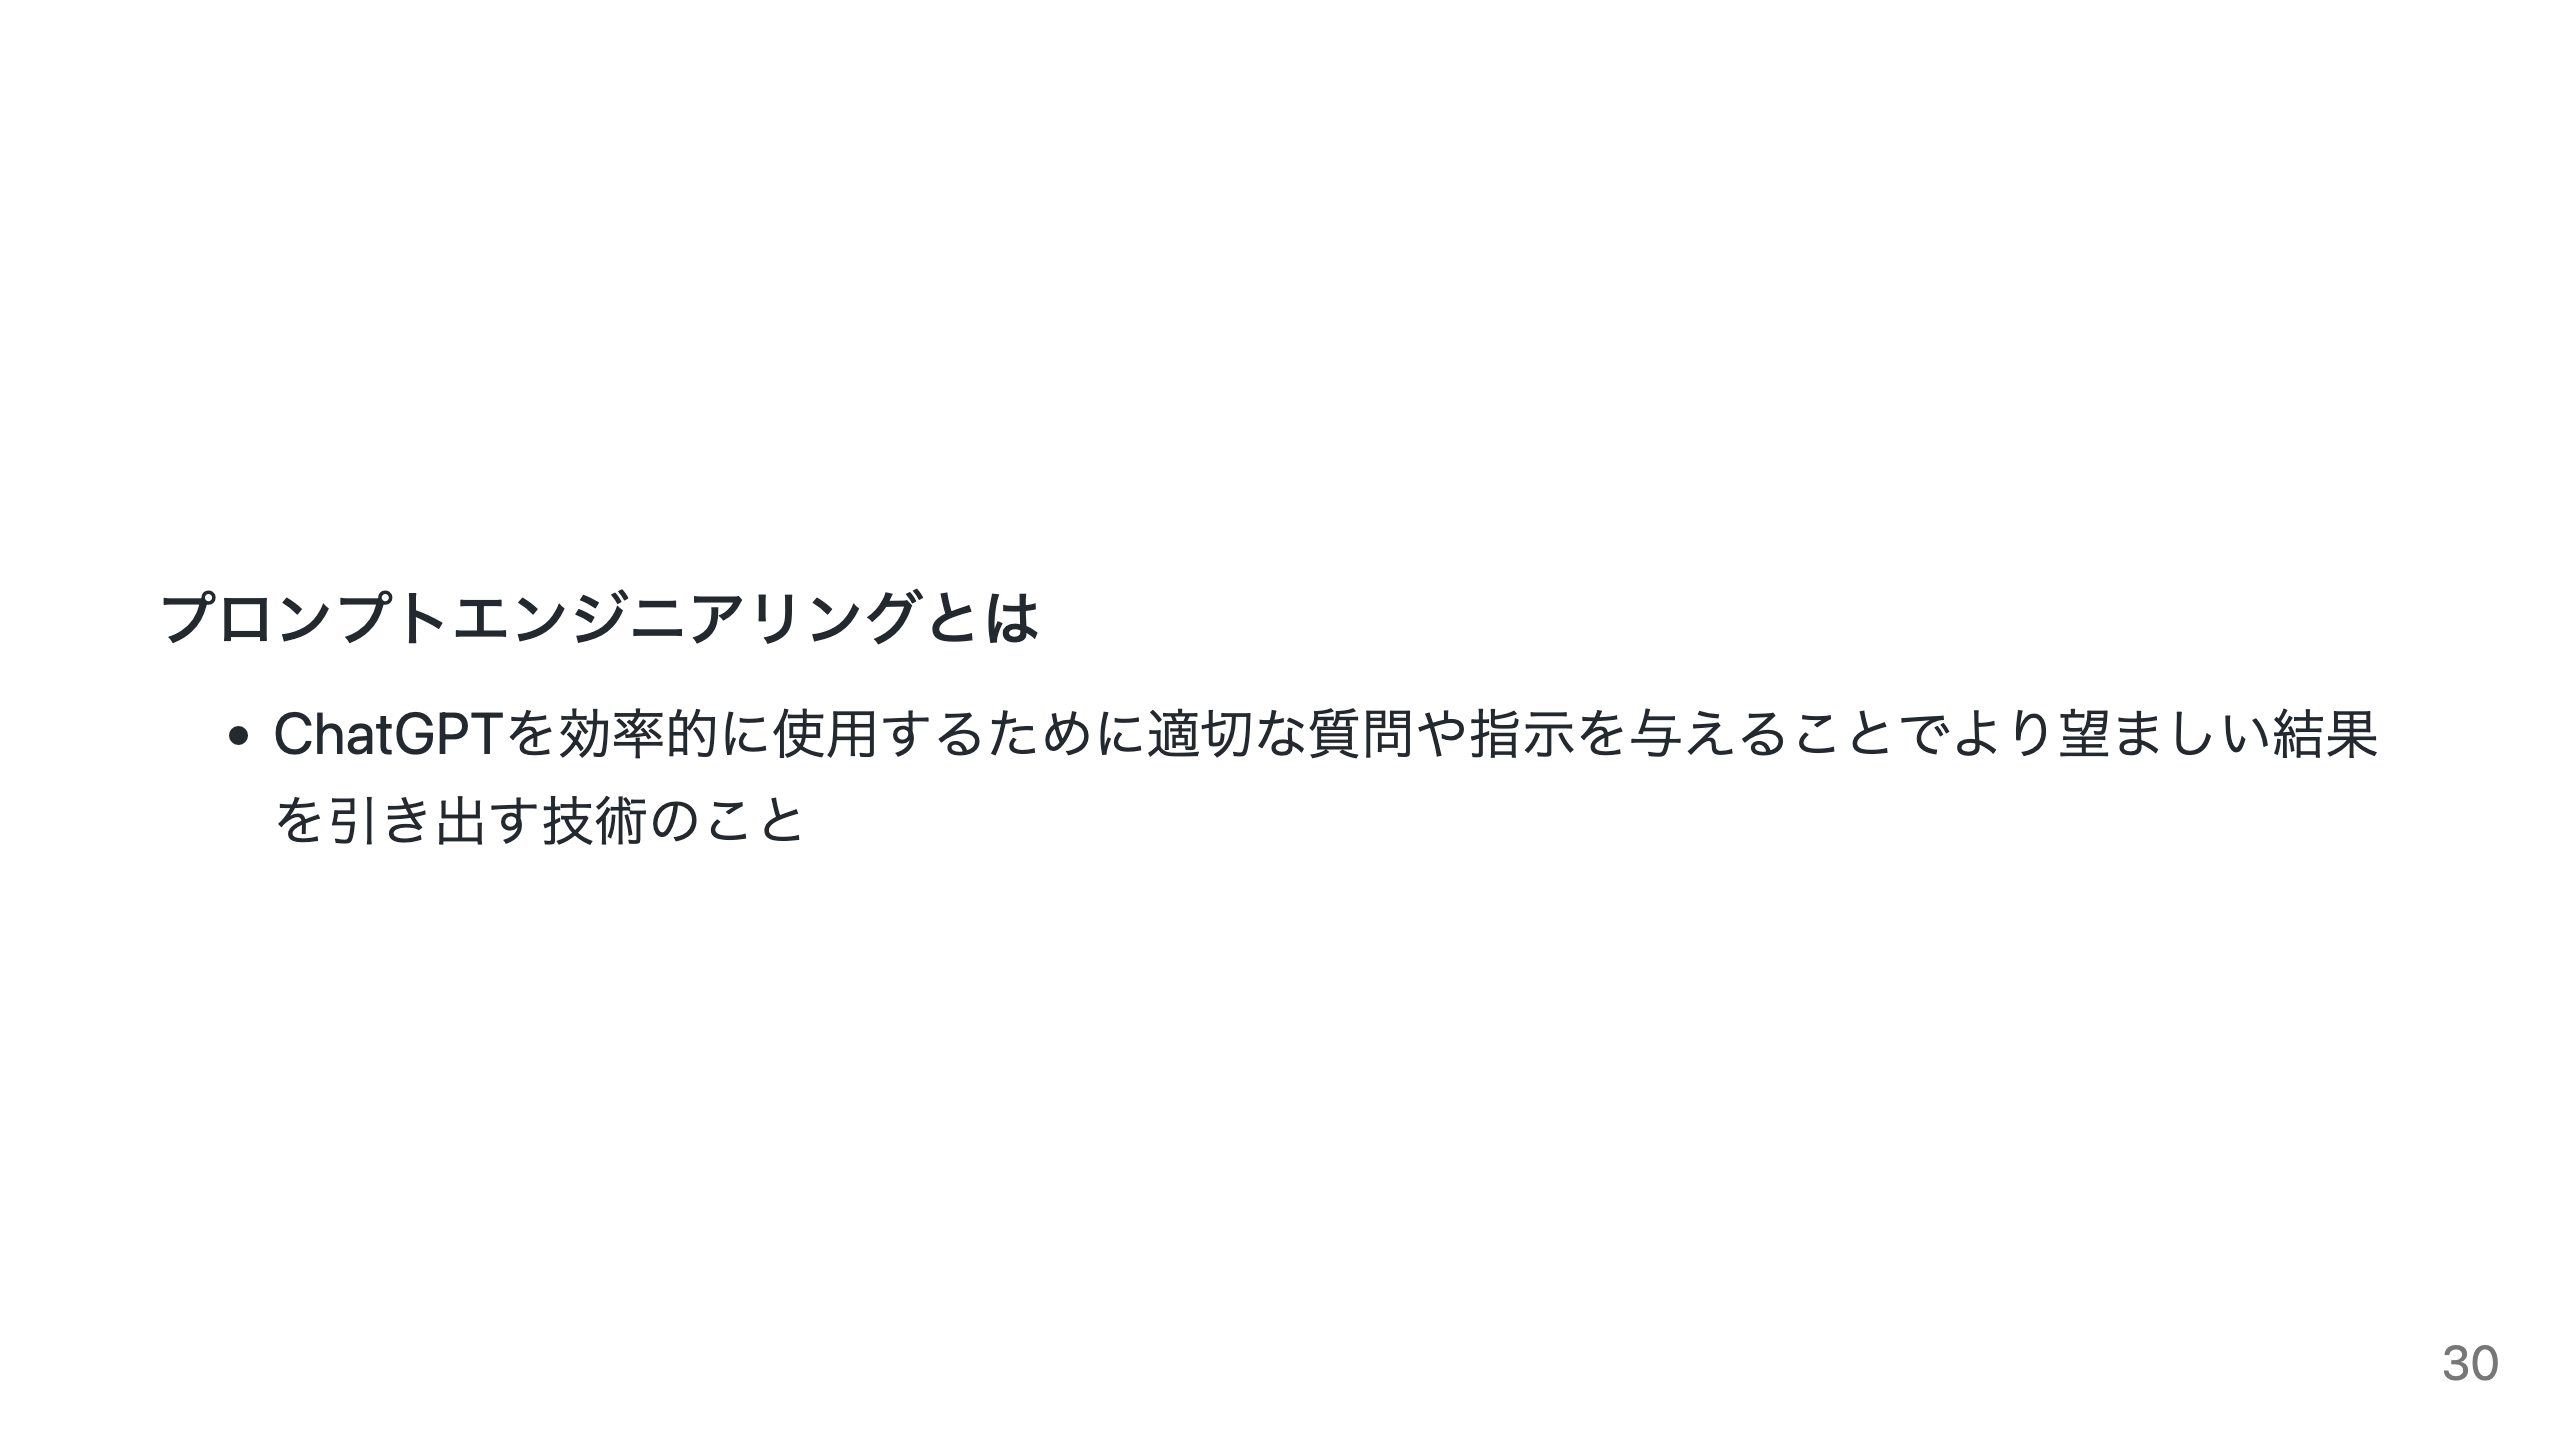 プロンプトエンジニアリングとは
• ChatGPTを効率的に使用するために適切な質問や指示を与えることでより望ましい結果
を引き出す技術のこと
30